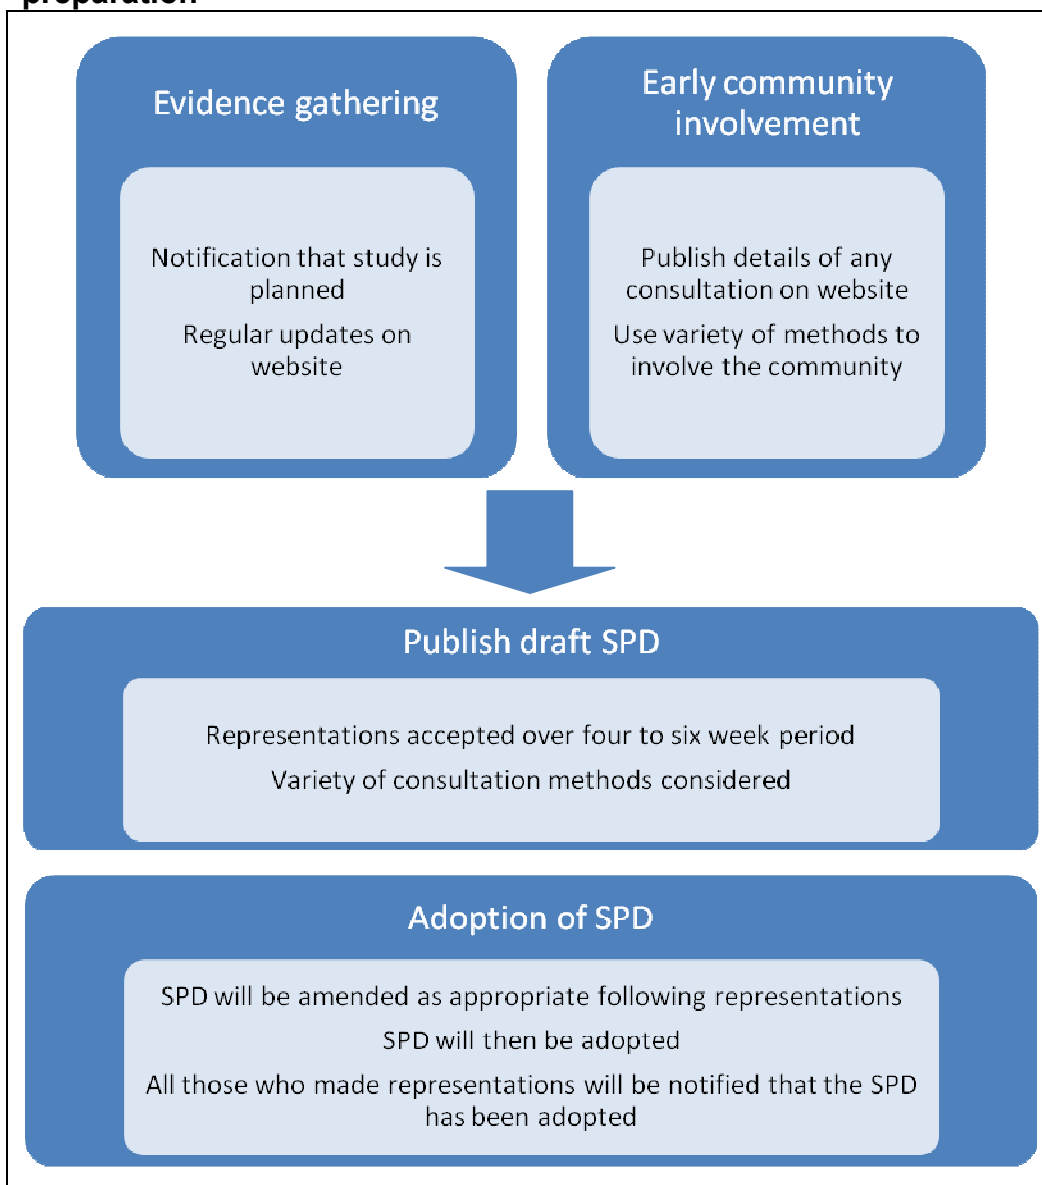 preparation
Evidence gathering
Notification that study is
planned
Regular updates on
website
Early community
involvement
Publish details of any
consultation on website
Use variety of methods to
involve the community
Publish draft SPD
Representations accepted over four to six week period
Variety of consultation methods considered
Adoption of SPD
SPD will be amended as appropriate following representations
SPD will then be adopted
All those who made representations will be notified that the SPD
has been adopted